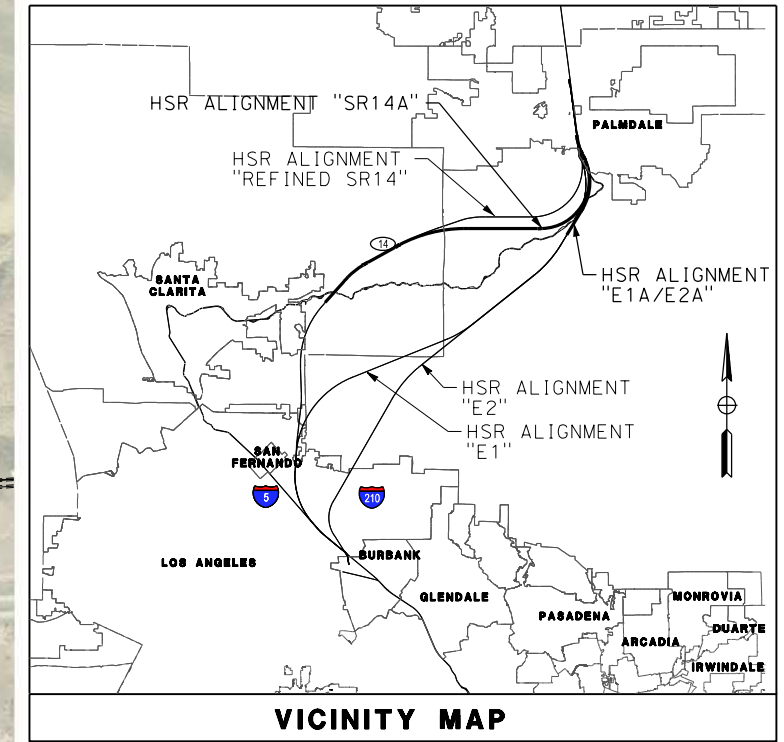 HSR ALIGNMENT "SR14A"
PALMDALE
HSR ALIGNMENT
"REFINED SR14"
14
HSR ALIGNMENT
"E1A/E2A"
SANTA
CLARITA
HSR ALIGNMENT
"E2"
HSR ALIGNMENT
"E1"
SAN
FERNANDO
5
210
LOS ANGELES
BURBANK
GLENDALE
PASADENA
MONROVIA
ARCADIA
DUARTE
IRWINDALE
VICINITY MAP